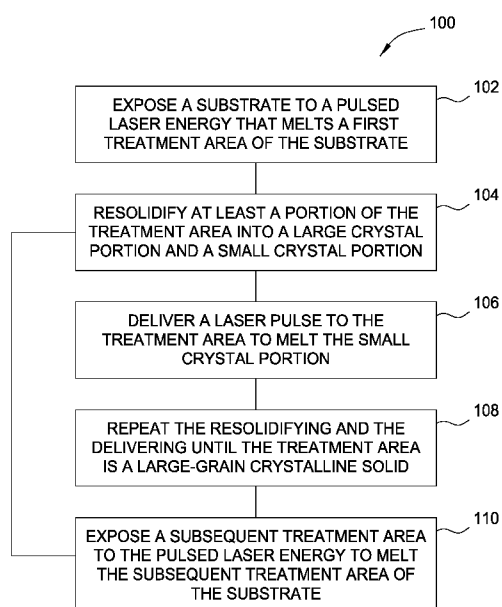 100
102
EXPOSE A SUBSTRATE TO A PULSED
LASER ENERGY THAT MELTS A FIRST
TREATMENT AREA OF THE SUBSTRATE
104
RESOLIDIFY AT LEAST A PORTION OF THE
TREATMENT AREA INTO A LARGE CRYSTAL
PORTION AND A SMALL CRYSTAL PORTION
106
DELIVER A LASER PULSE TO THE
TREATMENT AREA TO MELT THE SMALL
CRYSTAL PORTION
108
REPEAT THE RESOLIDIFYING AND THE
DELIVERING UNTIL THE TREATMENT AREA
IS A LARGE-GRAIN CRYSTALLINE SOLID
110
EXPOSE A SUBSEQUENT TREATMENT AREA
TO THE PULSED LASER ENERGY TO MELT
THE SUBSEQUENT TREATMENT AREA OF
THE SUBSTRATE